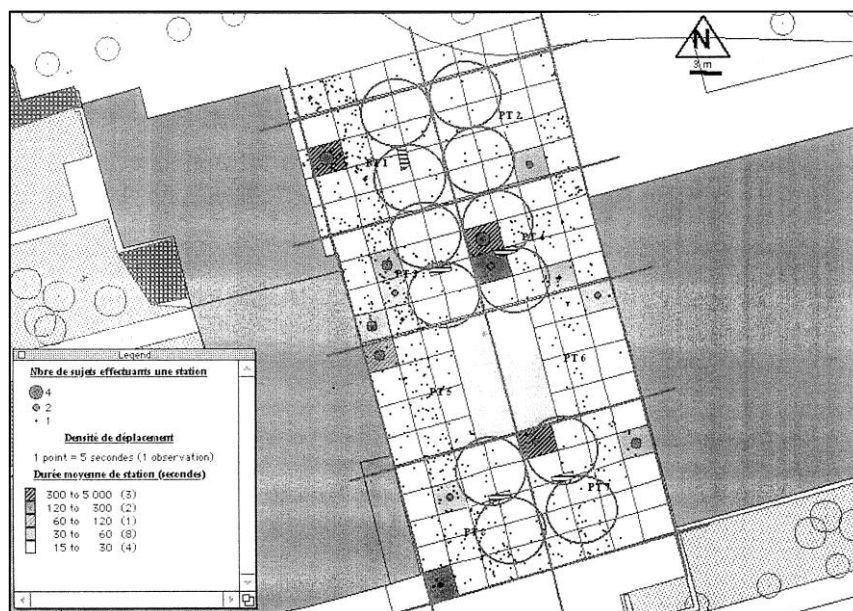 N
3 m
PT 2
PT 1
PT 4
PT 3
PT 6
PT 5
PT 7
Legend
Nbre de sujets effectuants une station
4
2
1
Densité de déplacement
1 point = 5 secondes (1 observation)
Durée moyenne de station (secondes)
300 to 5 000 (3)
120 to 300 (2)
60 to 120 (1)
30 to 60 (8)
15 to 30 (4)